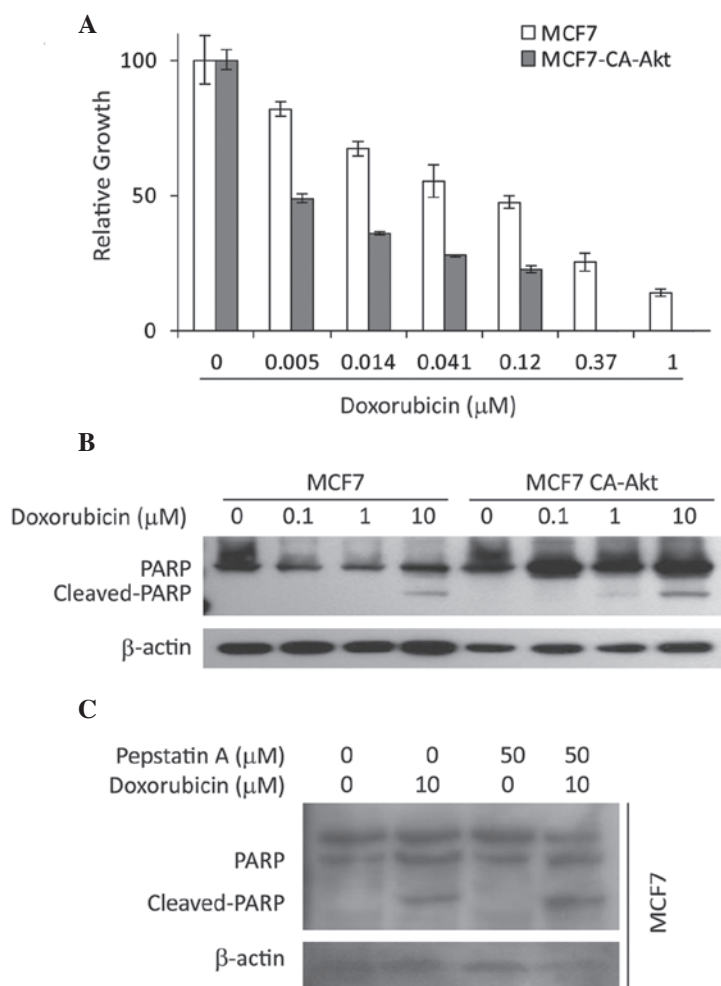 A
MCF7
MCF7-CA-Akt
100
50
0
Relative Growth
0 0.005 0.014 0.041 0.12 0.37 1
Doxorubicin (μM)
B
MCF7 MCF7 CA-Akt
Doxorubicin (μM) 0 0.1 1 10 0 0.1 1 10
PARP
Cleaved-PARP
β-actin
C
Pepstatin A (μM) 0 0 50 50
Doxorubicin (μM) 0 10 0 10
PARP
Cleaved-PARP
β-actin
MCF7